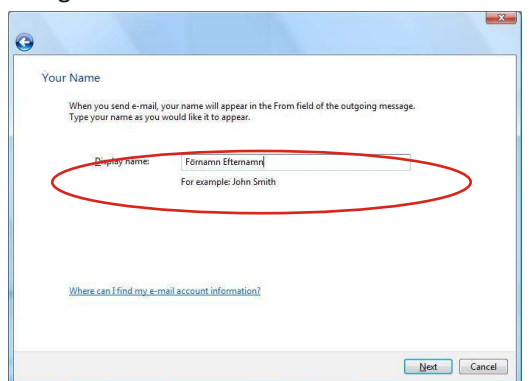 Your Name
When you send e-mail, your name will appear in the From field of the outgoing message.
Type your name as you would like it to appear.
Display name: Förnamn Efternamn
For example: John Smith
Where can I find my e-mail account information?
Next Cancel